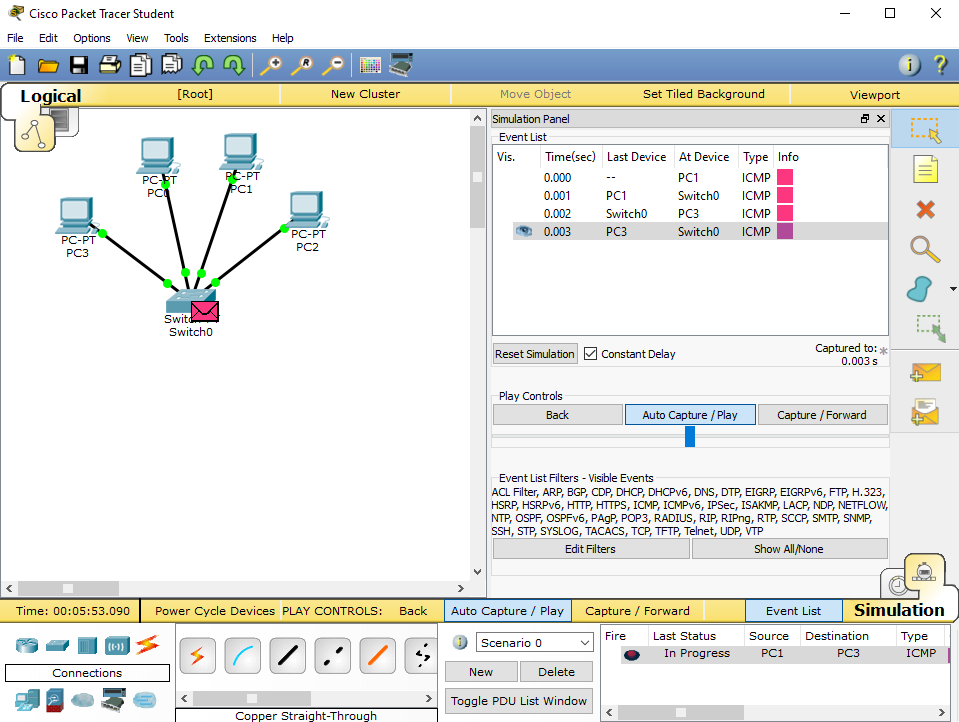 Cisco Packet Tracer Student
File Edit Options View Tools Extensions Help
Logical [Root] New Cluster Move Object Set Tiled Background Viewport
Simulation Panel
Event List
Vis. Time(sec) Last Device At Device Type Info
0.000 -- PC1 ICMP
0.001 PC1 Switch0 ICMP
0.002 Switch0 PC3 ICMP
0.003 PC3 Switch0 ICMP
PC-PT
PC0
PC-PT
PC1
PC-PT
PC3
PC-PT
PC2
Switch0
Reset Simulation Constant Delay Captured to:
0.003 s
*
Play Controls
Back Auto Capture / Play Capture / Forward
Event List Filters - Visible Events
ACL Filter, ARP, BGP, CDP, DHCP, DHCPv6, DNS, DTP, EIGRP, EIGRPv6, FTP, H.323,
HSRP, HSRPv6, HTTP, HTTPS, ICMP, ICMPv6, IPSec, ISAKMP, LACP, NDP, NETFLOW,
NTP, OSPF, OSPFv6, PAgP, POP3, RADIUS, RIP, RIPng, RTP, SCCP, SMTP, SNMP,
SSH, STP, SYSLOG, TACACS, TCP, TFTP, Telnet, UDP, VTP
Edit Filters Show All/None
Time: 00:05:53.090 Power Cycle Devices PLAY CONTROLS: Back Auto Capture / Play Capture / Forward Event List Simulation
Connections
Copper Straight-Through
Scenario 0
New Delete
Toggle PDU List Window
Fire Last Status Source Destination Type
In Progress PC1 PC3 ICMP